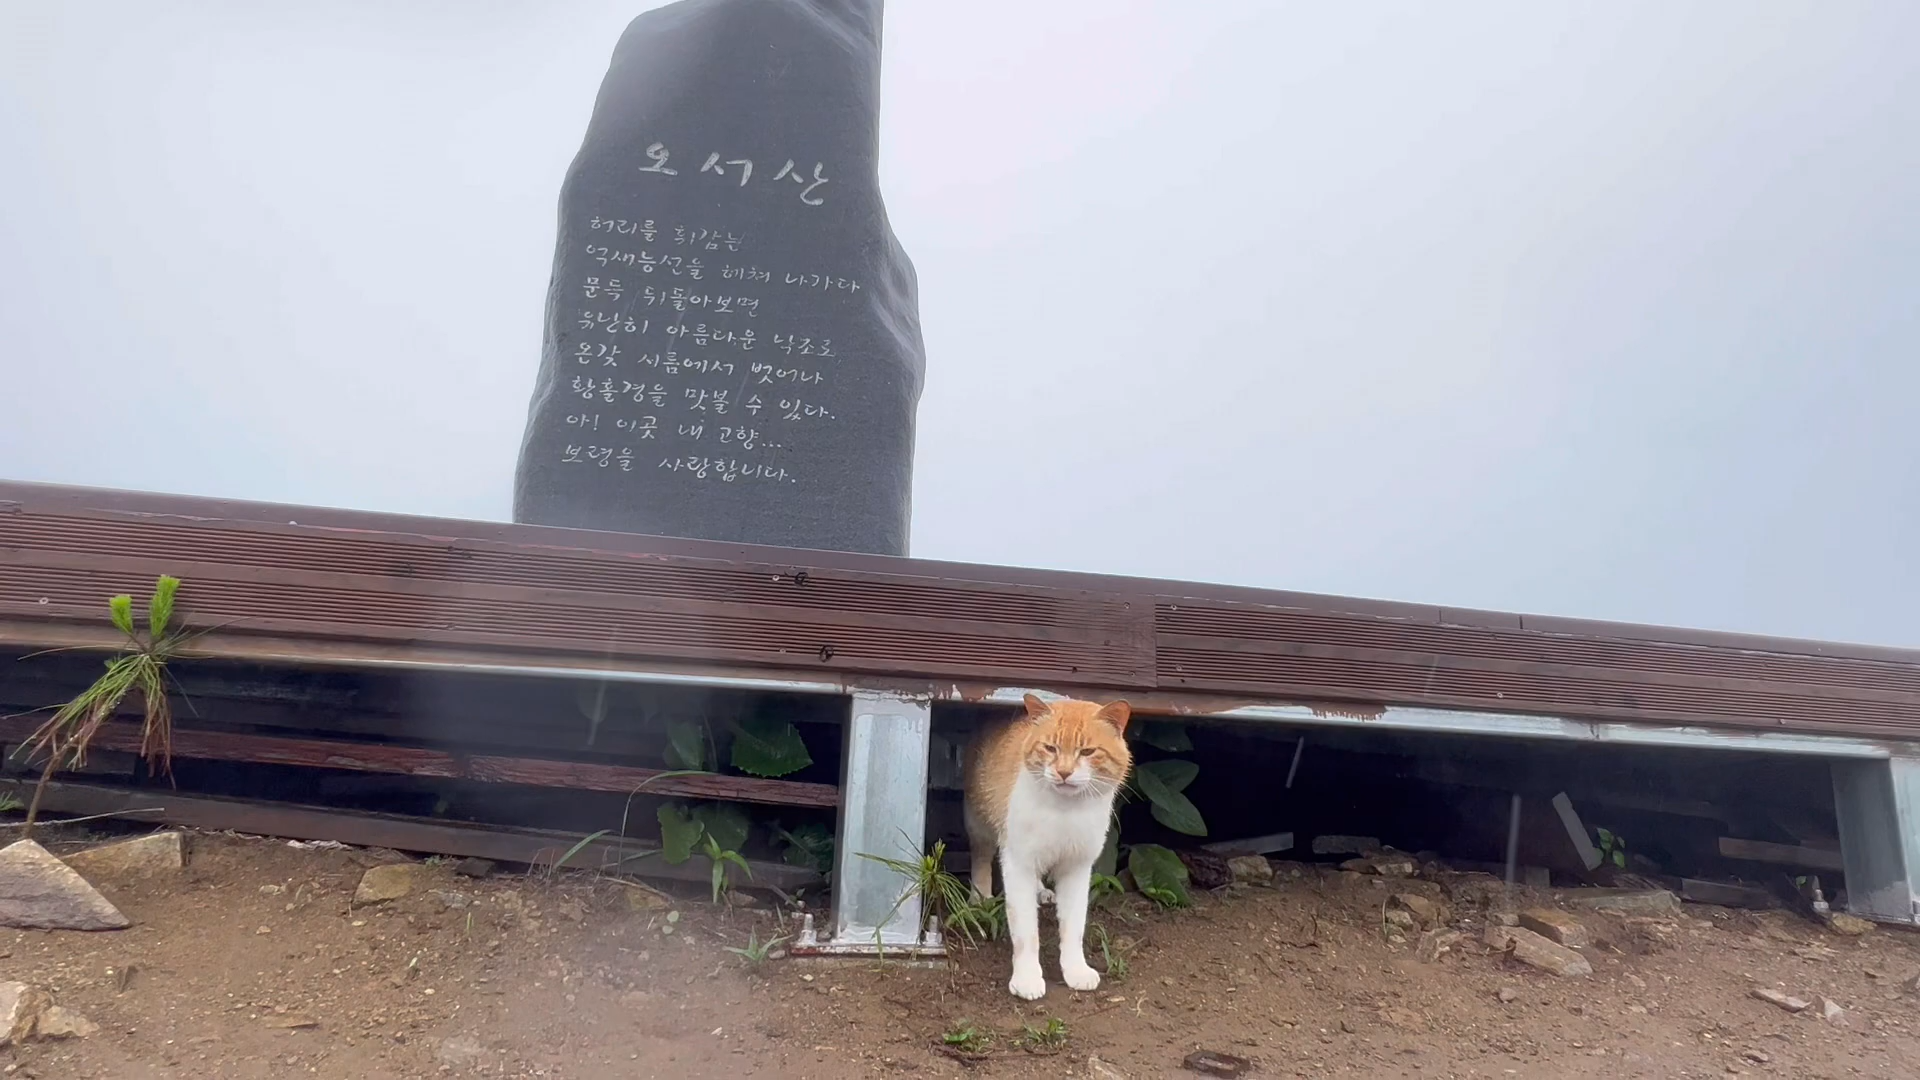 오서산
허리를 휘감는
억새능선을 헤쳐 나가다
문득 뒤돌아보면
유난히 아름다운 낙조로
온갖 시름에서 벗어나
황홀경을 맛볼 수 있다.
아! 이곳 내 고향...
보령을 사랑합니다.